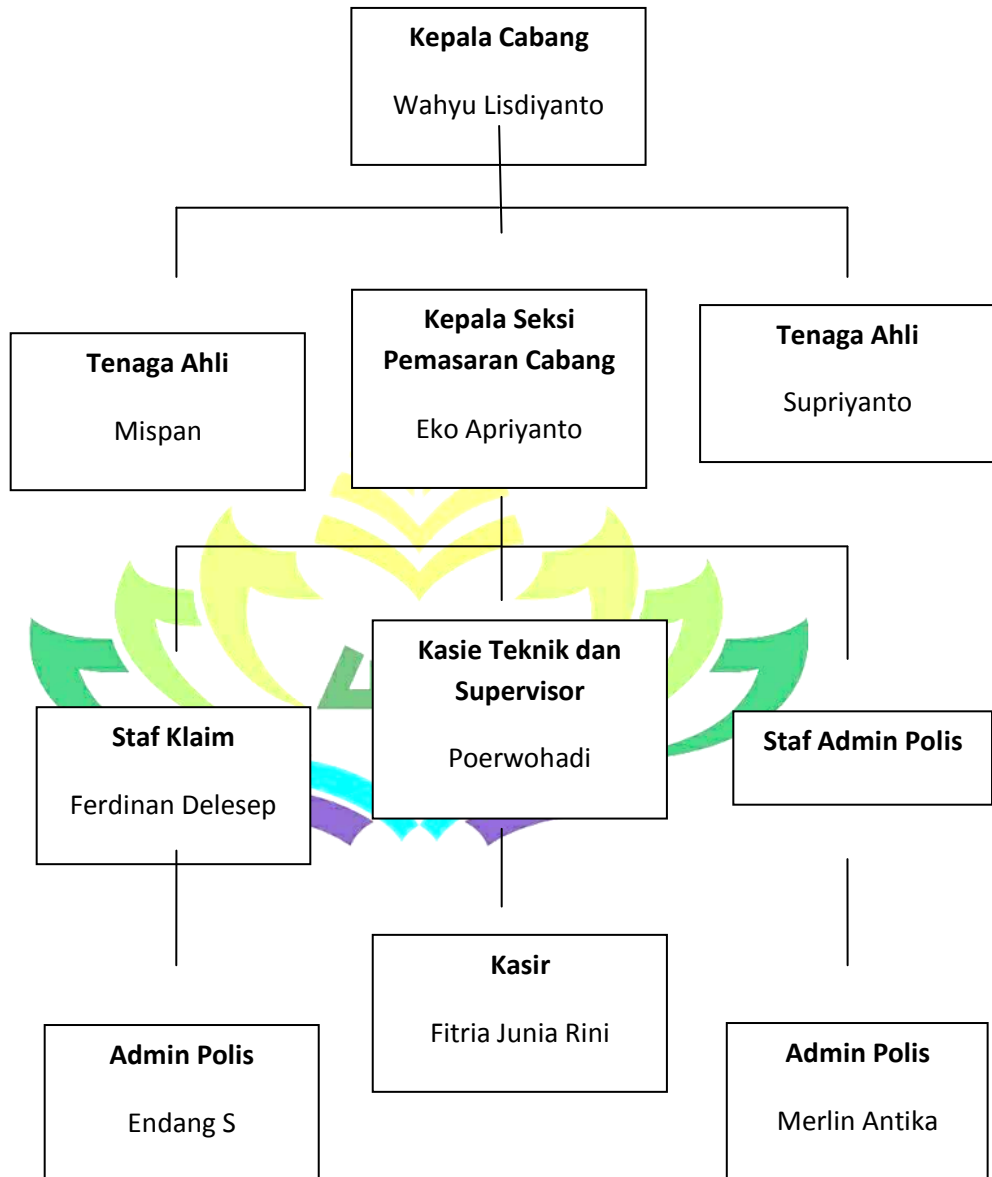 Kepala Cabang
Wahyu Lisdiyanto
Tenaga Ahli
Mispan
Kepala Seksi
Pemasaran Cabang
Eko Apriyanto
Tenaga Ahli
Supriyanto
Staf Klaim
Ferdinan Delesep
Kasie Teknik dan
Supervisor
Poerwohadi
Staf Admin Polis
Admin Polis
Endang S
Kasir
Fitria Junia Rini
Admin Polis
Merlin Antika